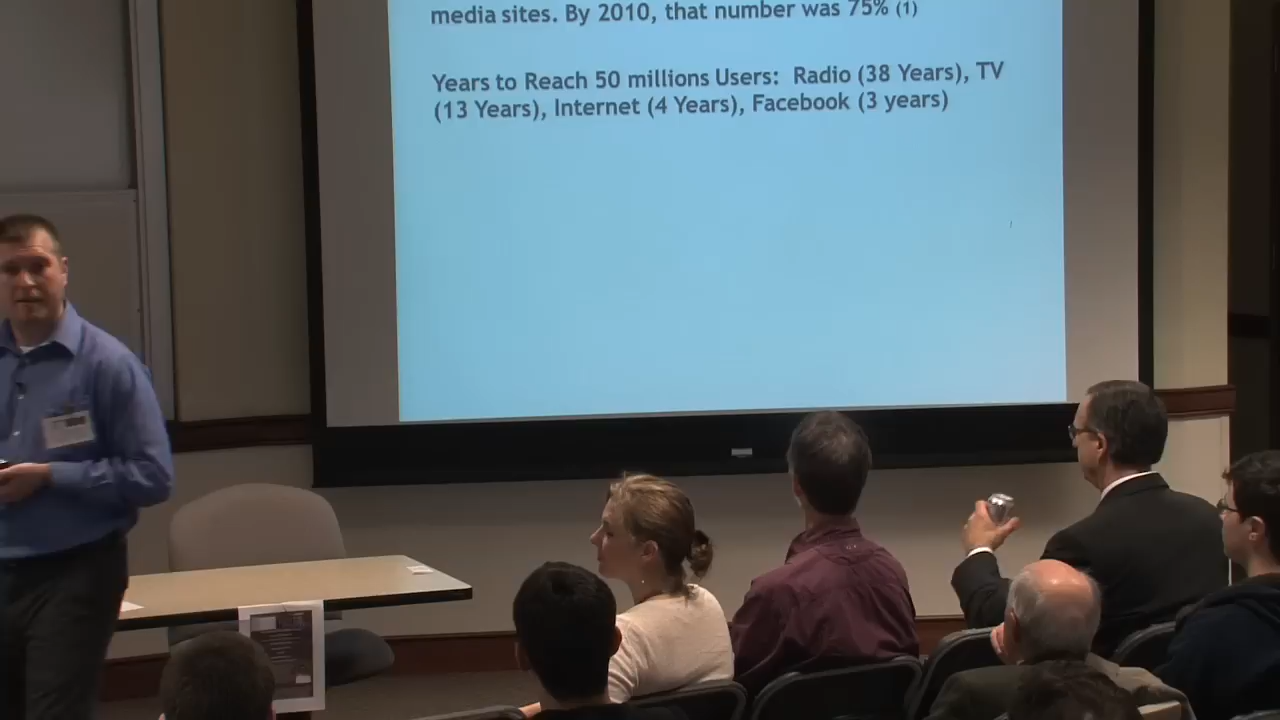 media sites. By 2010, that number was 75% (1)
Years to Reach 50 millions Users: Radio (38 Years), TV
(13 Years), Internet (4 Years), Facebook (3 years)